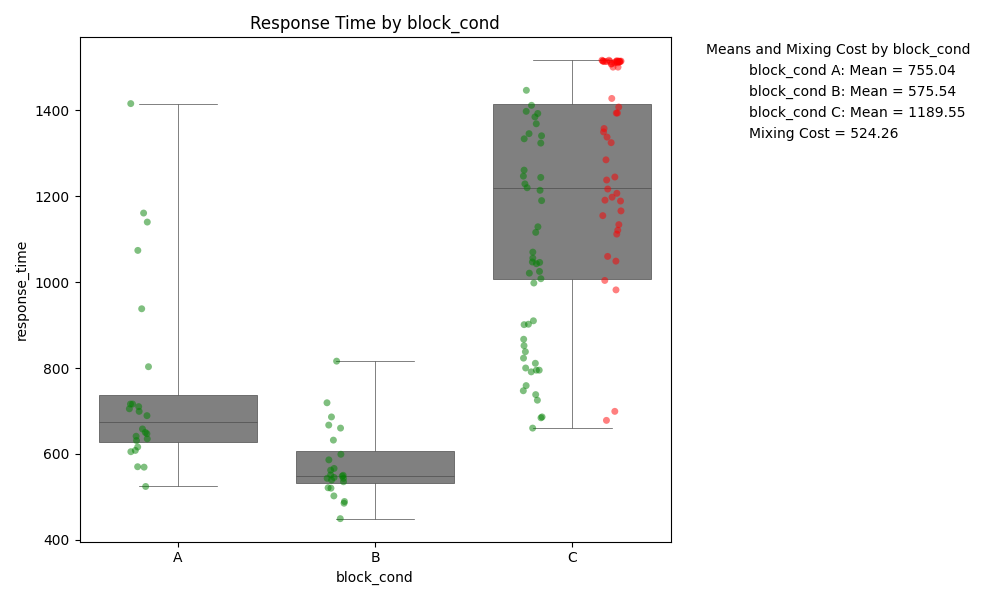 Response Time by block_cond
Means and Mixing Cost by block_cond
block_cond A: Mean = 755.04
block_cond B: Mean = 575.54
block_cond C: Mean = 1189.55
Mixing Cost = 524.26
response_time
1400
1200
1000
800
600
400
A
B
C
block_cond